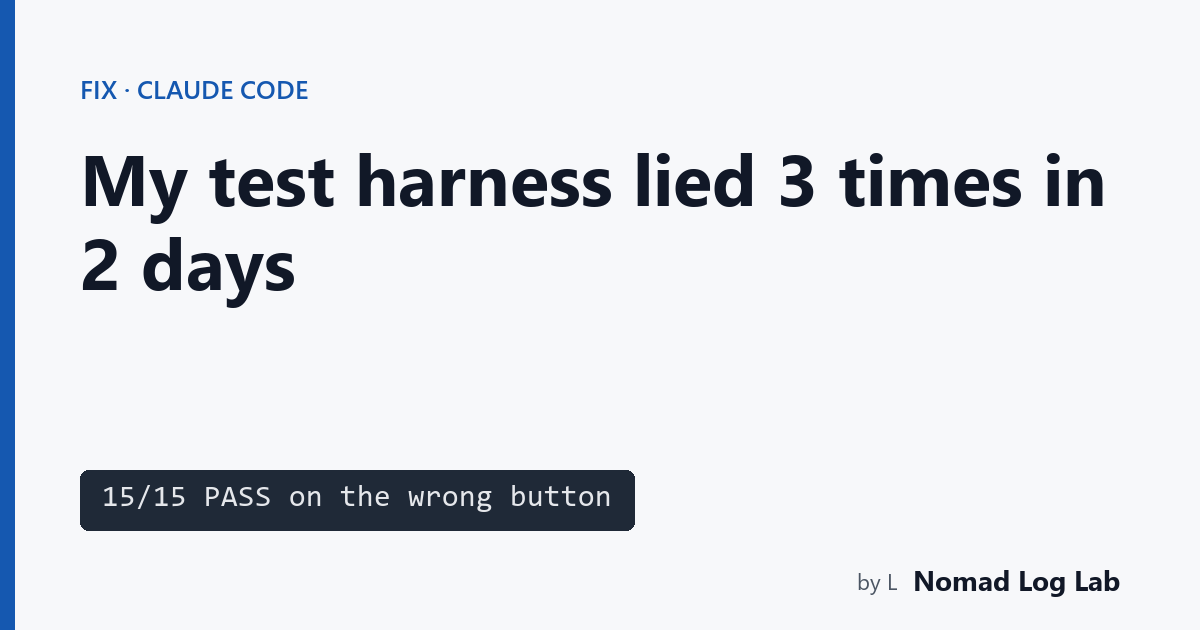 FIX · CLAUDE CODE
My test harness lied 3 times in
2 days
15/15 PASS on the wrong button
by L Nomad Log Lab